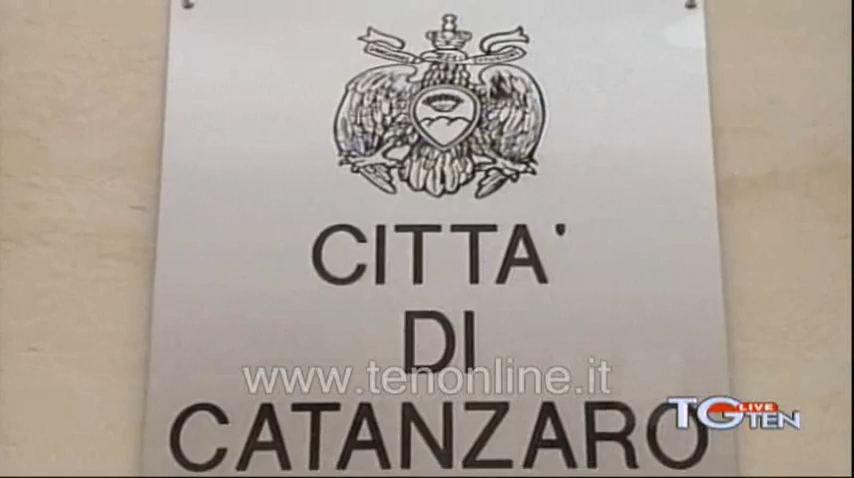 CITTA'
DI
www.tenonline.it
CATANZARO
TG LIVE TEN